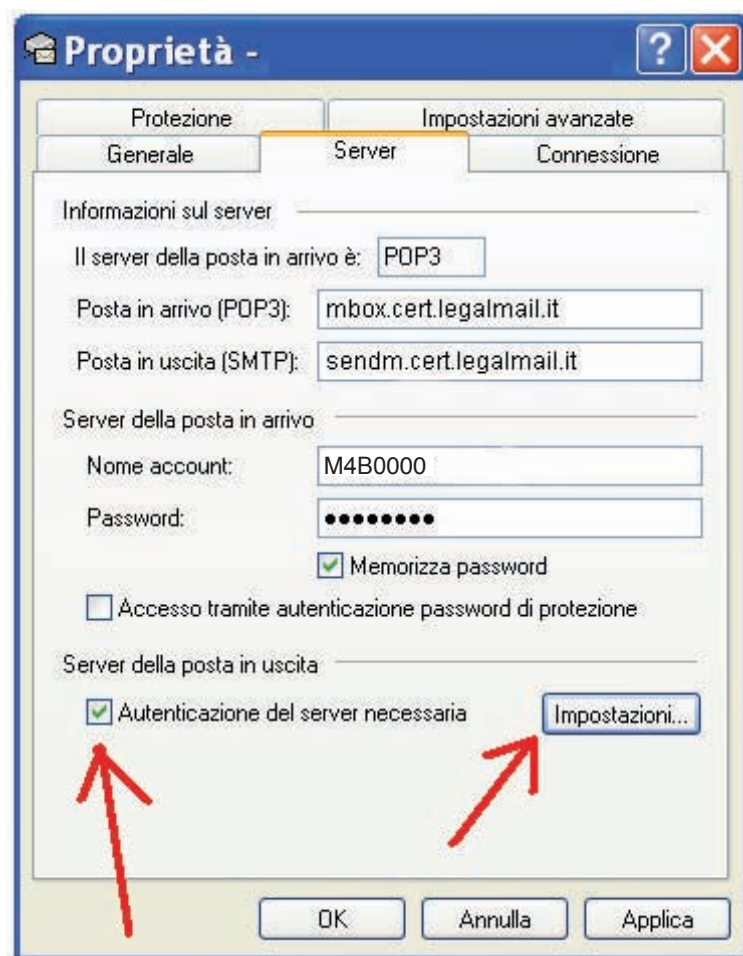 Proprietà -
Protezione Impostazioni avanzate
Generale Server Connessione
Informazioni sul server
Il server della posta in arrivo è: POP3
Posta in arrivo (POP3): mbox.cert.legalmail.it
Posta in uscita (SMTP): sendm.cert.legalmail.it
Server della posta in arrivo
Nome account: M4B0000
Password: ●●●●●●●●
Memorizza password
Accesso tramite autenticazione password di protezione
Server della posta in uscita
Autenticazione del server necessaria Impostazioni...
OK Annulla Applica